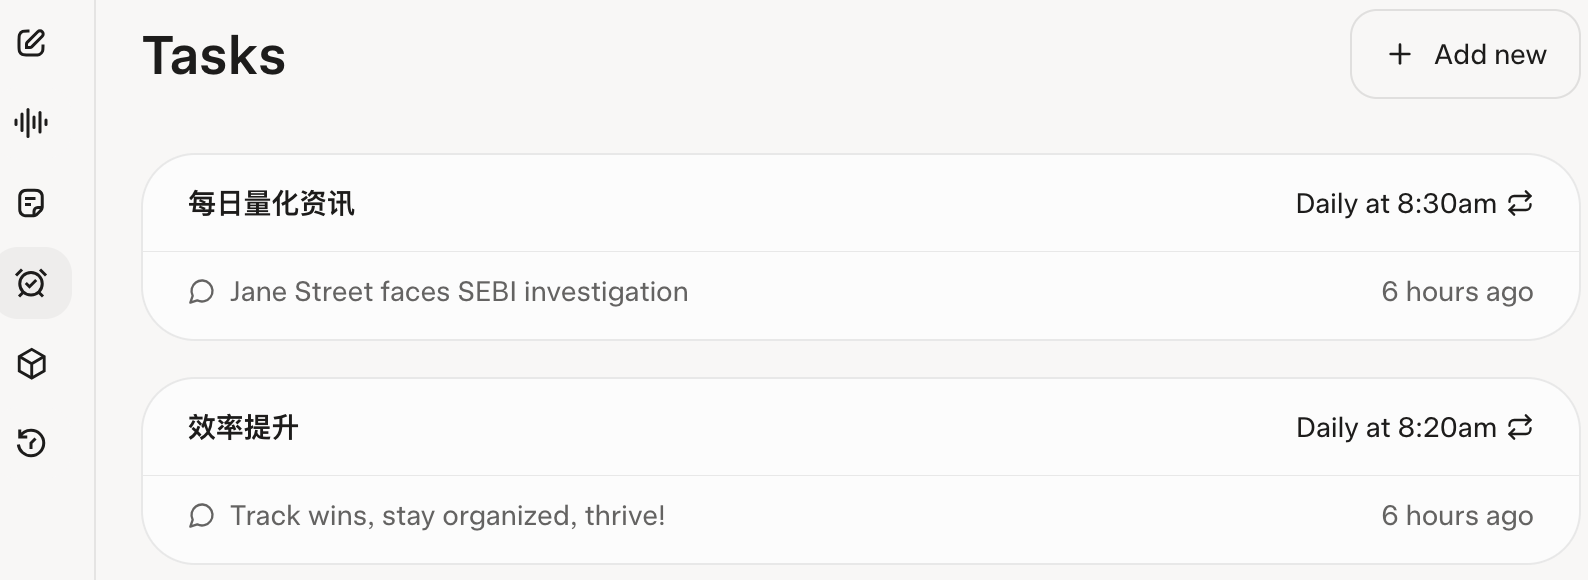 Tasks
Add new
每日量化资讯
Daily at 8:30am
Jane Street faces SEBI investigation
6 hours ago
效率提升
Daily at 8:20am
Track wins, stay organized, thrive!
6 hours ago